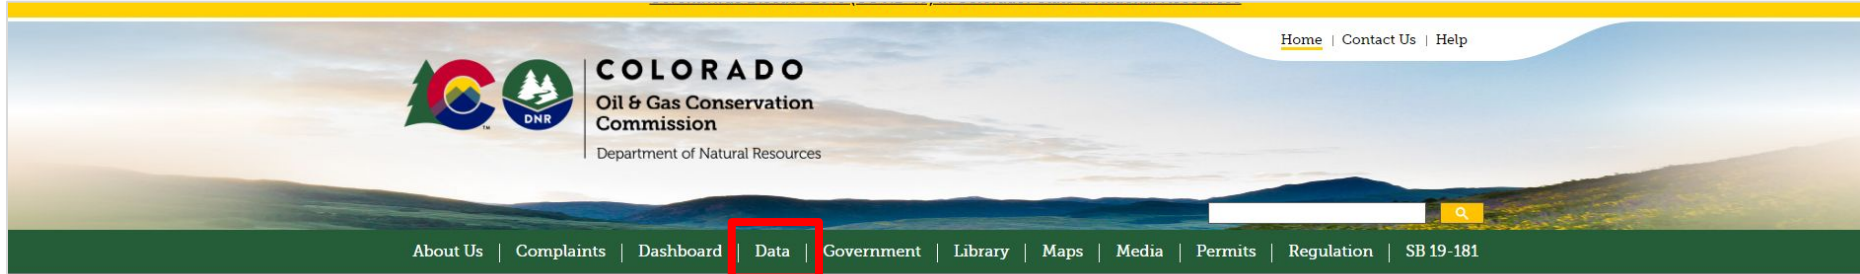 Home | Contact Us | Help
COLORADO
Oil & Gas Conservation
Commission
Department of Natural Resources
DNR
TM
About Us | Complaints | Dashboard | Data | Government | Library | Maps | Media | Permits | Regulation | SB 19-181